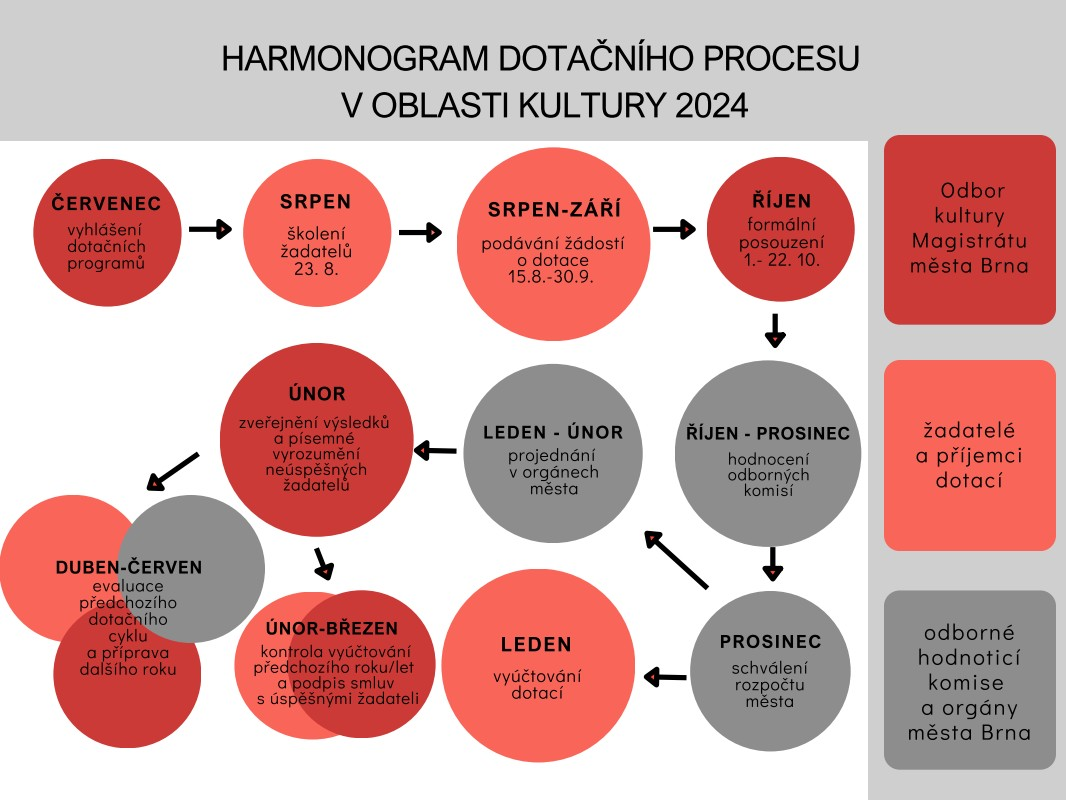 HARMONOGRAM DOTAČNÍHO PROCESU
V OBLASTI KULTURY 2024
ČERVENEC
vyhlášení
dotačních
programů
SRPEN
školení
žadatelů
23. 8.
SRPEN-ZÁŘÍ
podávání žádostí
o dotace
15.8.-30.9.
ŘÍJEN
formální
posouzení
1.- 22. 10.
ŘÍJEN - PROSINEC
hodnocení
odborných
komisí
LEDEN - ÚNOR
projednání
v orgánech
města
ÚNOR
zveřejnění výsledků
a písemné
vyrozumění
neúspěšných
žadatelů
DUBEN-ČERVEN
evaluace
předchozího
dotačního
cyklu
a příprava
dalšího roku
ÚNOR-BŘEZEN
kontrola vyúčtování
předchozího roku/let
a podpis smluv
s úspěšnými žadateli
LEDEN
vyúčtování
dotací
PROSINEC
schválení
rozpočtu
města
Odbor
kultury
Magistrátu
města Brna
žadatelé
a příjemci
dotací
odborné
hodnoticí
komise
a orgány
města Brna